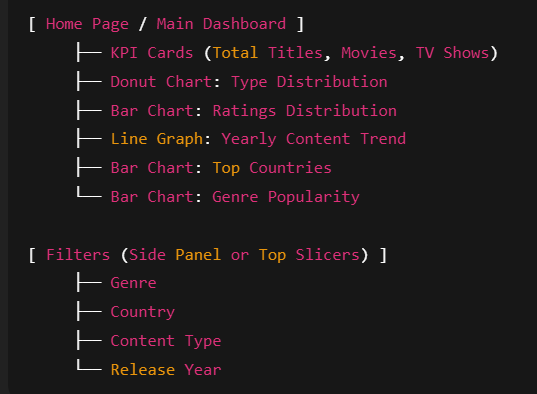 [ Home Page / Main Dashboard ]
├── KPI Cards (Total Titles, Movies, TV Shows)
├── Donut Chart: Type Distribution
├── Bar Chart: Ratings Distribution
├── Line Graph: Yearly Content Trend
├── Bar Chart: Top Countries
└── Bar Chart: Genre Popularity
[ Filters (Side Panel or Top Slicers) ]
├── Genre
├── Country
├── Content Type
└── Release Year